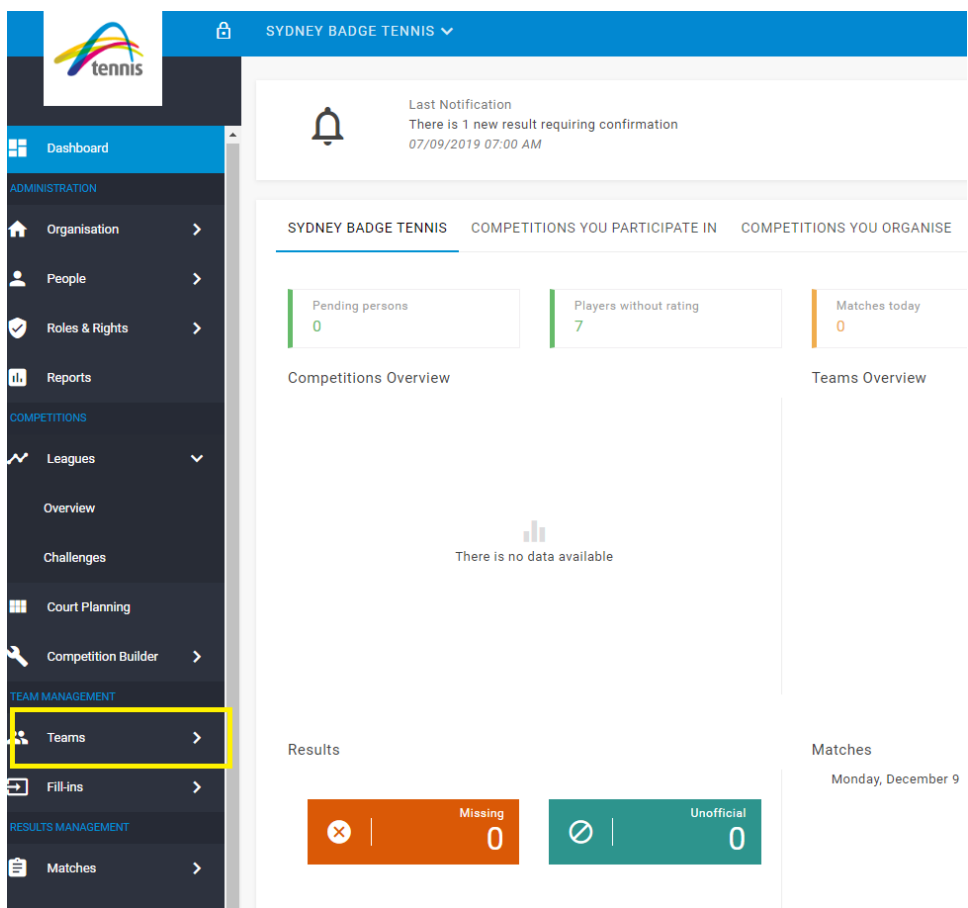 tennis
SYDNEY BADGE TENNIS
Dashboard
ADMINISTRATION
Organisation
People
Roles & Rights
Reports
COMPETITIONS
Leagues
Overview
Challenges
Court Planning
Competition Builder
TEAM MANAGEMENT
Teams
Fill-ins
RESULTS MANAGEMENT
Matches
Last Notification
There is 1 new result requiring confirmation
07/09/2019 07:00 AM
SYDNEY BADGE TENNIS COMPETITIONS YOU PARTICIPATE IN COMPETITIONS YOU ORGANISE
Pending persons
0
Players without rating
7
Matches today
0
Competitions Overview
There is no data available
Teams Overview
Results
Missing
0
Unofficial
0
Matches
Monday, December 9